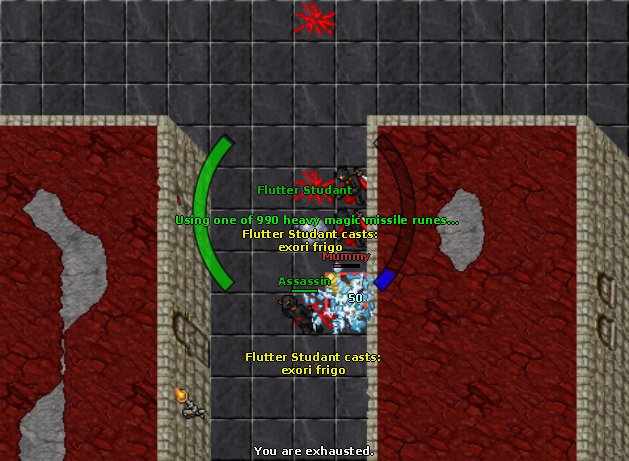 Flutter Studant
Using one of 990 heavy magic missile runes...
Flutter Studant casts:
exori frigo
Mummy
Assassin
50
Flutter Studant casts:
exori frigo
You are exhausted.